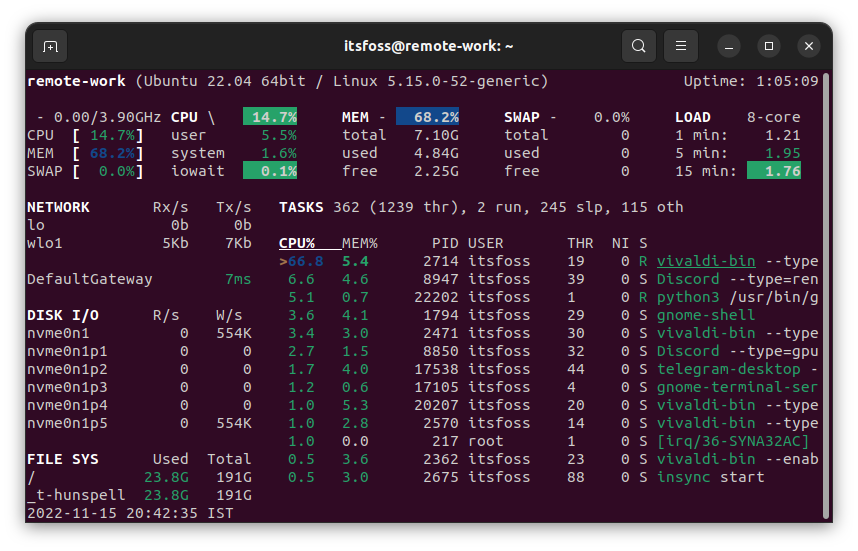 itsfoss@remote-work: ~
remote-work (Ubuntu 22.04 64bit / Linux 5.15.0-52-generic) Uptime: 1:05:09
- 0.00/3.90GHz CPU \ 14.7% MEM - 68.2% SWAP - 0.0% LOAD 8-core
CPU [ 14.7%] user 5.5% total 7.10G total 0 1 min: 1.21
MEM [ 68.2%] system 1.6% used 4.84G used 0 5 min: 1.95
SWAP [ 0.0%] iowait 0.1% free 2.25G free 0 15 min: 1.76
NETWORK Rx/s Tx/s TASKS 362 (1239 thr), 2 run, 245 slp, 115 oth
lo 0b 0b
wlo1 5Kb 7Kb CPU% MEM% PID USER THR NI S
>66.8 5.4 2714 itsfoss 19 0 R vivaldi-bin --type
DefaultGateway 7ms 6.6 4.6 8947 itsfoss 39 0 S Discord --type=ren
5.1 0.7 22202 itsfoss 1 0 R python3 /usr/bin/g
DISK I/O R/s W/s 3.6 4.1 1794 itsfoss 29 0 S gnome-shell
nvme0n1 0 554K 3.4 3.0 2471 itsfoss 30 0 S vivaldi-bin --type
nvme0n1p1 0 0 2.7 1.5 8850 itsfoss 32 0 S Discord --type=gpu
nvme0n1p2 0 0 1.7 4.0 17538 itsfoss 44 0 S telegram-desktop -
nvme0n1p3 0 0 1.2 0.6 17105 itsfoss 4 0 S gnome-terminal-ser
nvme0n1p4 0 0 1.0 5.3 20207 itsfoss 20 0 S vivaldi-bin --type
nvme0n1p5 0 554K 1.0 2.8 2570 itsfoss 14 0 S vivaldi-bin --type
1.0 0.0 217 root 1 0 S [irq/36-SYNA32AC]
FILE SYS Used Total 0.5 3.6 2362 itsfoss 23 0 S vivaldi-bin --enab
/ 23.8G 191G 0.5 3.0 2675 itsfoss 88 0 S insync start
_t-hunspell 23.8G 191G
2022-11-15 20:42:35 IST